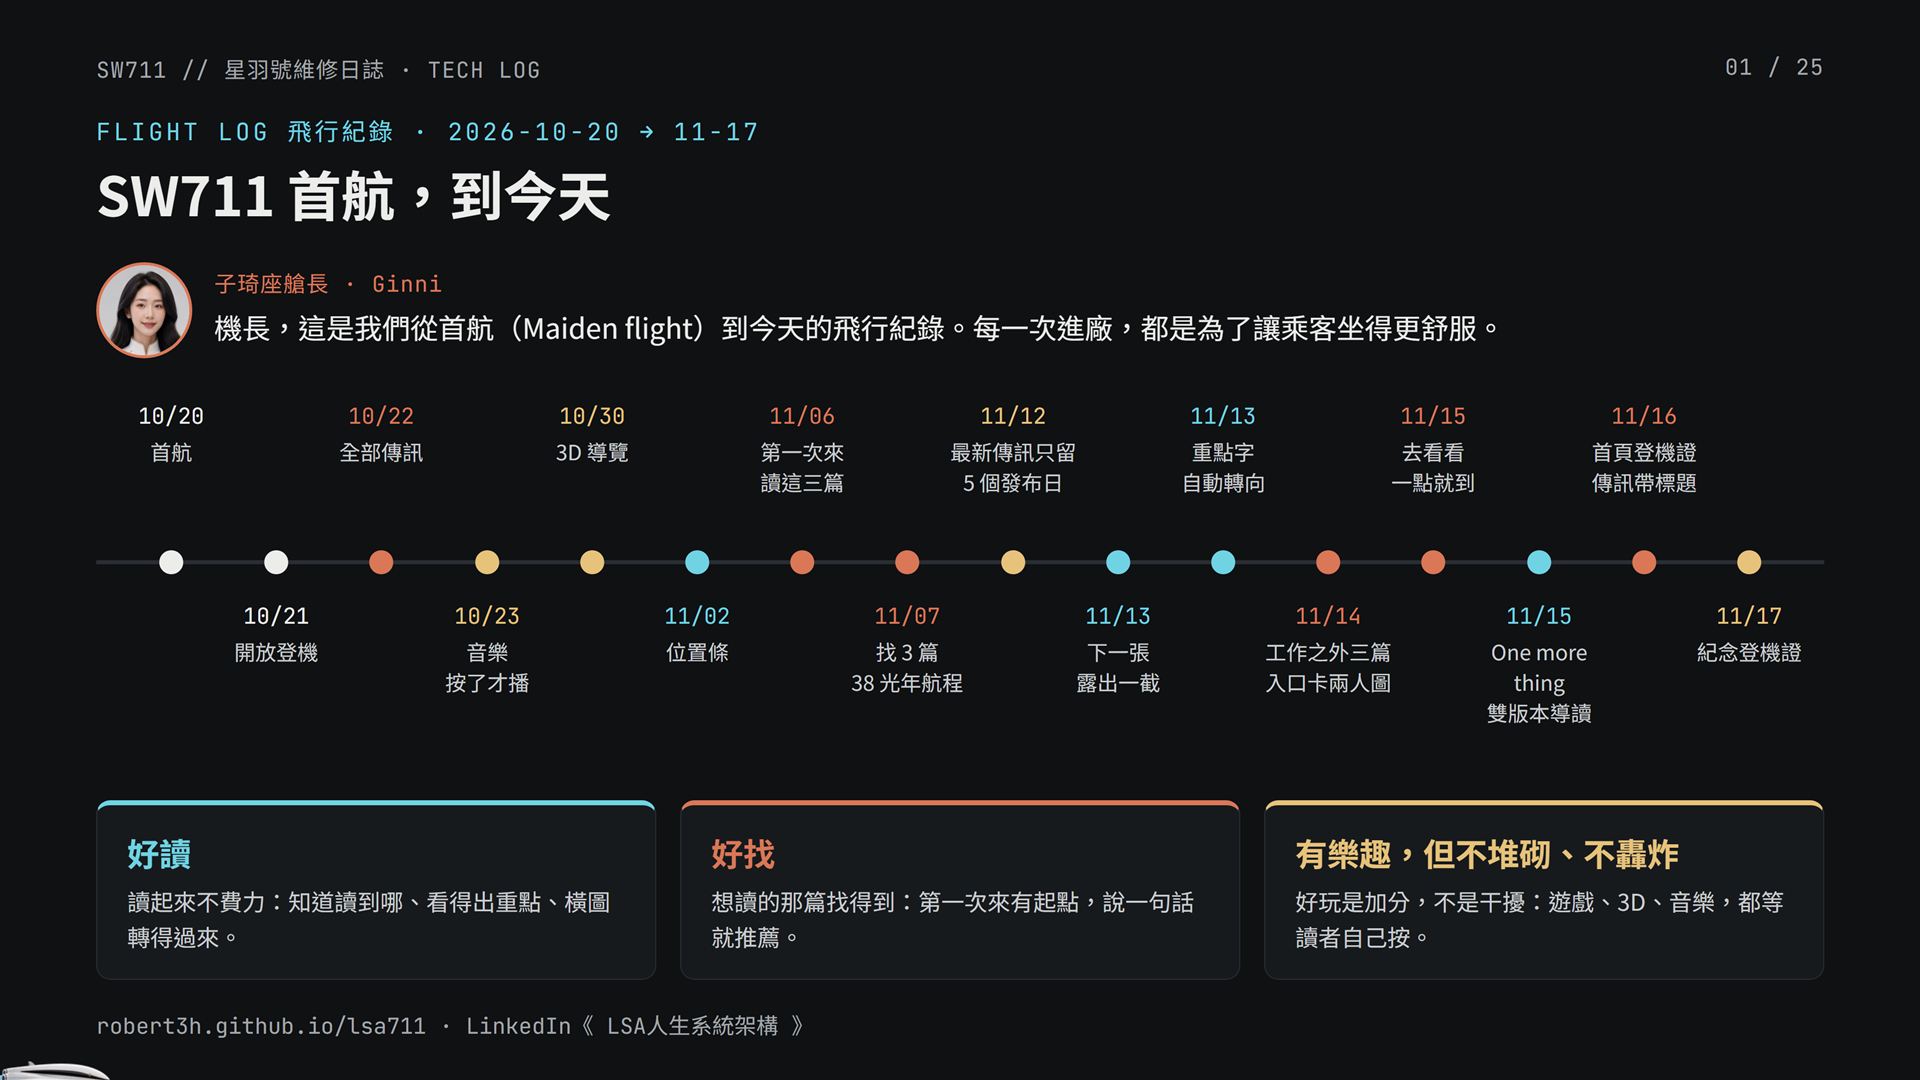 SW711 // 星羽號維修日誌 · TECH LOG
01 / 25
FLIGHT LOG 飛行紀錄 · 2026-10-20 → 11-17
SW711 首航，到今天
子琦座艙長 · Ginni
機長，這是我們從首航（Maiden flight）到今天的飛行紀錄。每一次進廠，都是為了讓乘客坐得更舒服。
10/20
首航
10/22
全部傳訊
10/30
3D 導覽
11/06
第一次來
讀這三篇
11/12
最新傳訊只留
5 個發布日
11/13
重點字
自動轉向
11/15
去看看
一點就到
11/16
首頁登機證
傳訊帶標題
10/21
開放登機
10/23
音樂
按了才播
11/02
位置條
11/07
找 3 篇
38 光年航程
11/13
下一張
露出一截
11/14
工作之外三篇
入口卡兩人圖
11/15
One more
thing
雙版本導讀
11/17
紀念登機證
好讀
讀起來不費力：知道讀到哪、看得出重點、橫圖
轉得過來。
好找
想讀的那篇找得到：第一次來有起點，說一句話
就推薦。
有樂趣，但不堆砌、不轟炸
好玩是加分，不是干擾：遊戲、3D、音樂，都等
讀者自己按。
robert3h.github.io/lsa711 · LinkedIn《 LSA人生系統架構 》